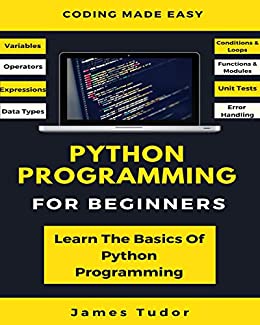 CODING MADE EASY
Variables
Operators
Expressions
Data Types
Conditions &
Loops
Functions &
Modules
Unit Tests
Error
Handling
PYTHON
PROGRAMMING
FOR BEGINNERS
Learn The Basics Of
Python
Programming
James Tudor